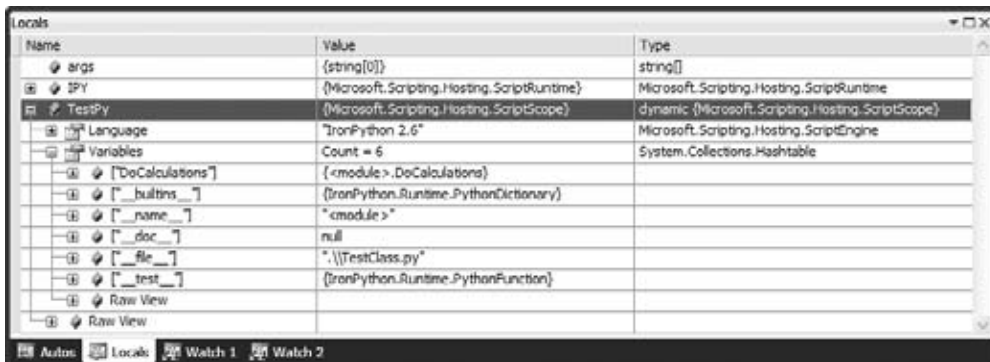 Locals
Name Value Type
args {string[0]} string[]
IPY {Microsoft.Scripting.Hosting.ScriptRuntime} Microsoft.Scripting.Hosting.ScriptRuntime
TestPy {Microsoft.Scripting.Hosting.ScriptScope} dynamic {Microsoft.Scripting.Hosting.ScriptScope}
Language "IronPython 2.6" Microsoft.Scripting.Hosting.ScriptEngine
Variables Count = 6 System.Collections.Hashtable
["DoCalculations"] {<module>.DoCalculations}
["__builtins__"] {IronPython.Runtime.PythonDictionary}
["__name__"] "<module>"
["__doc__"] null
["__file__"] ".\\TestClass.py"
["__test__"] {IronPython.Runtime.PythonFunction}
Raw View
Raw View
Autos Locals Watch 1 Watch 2